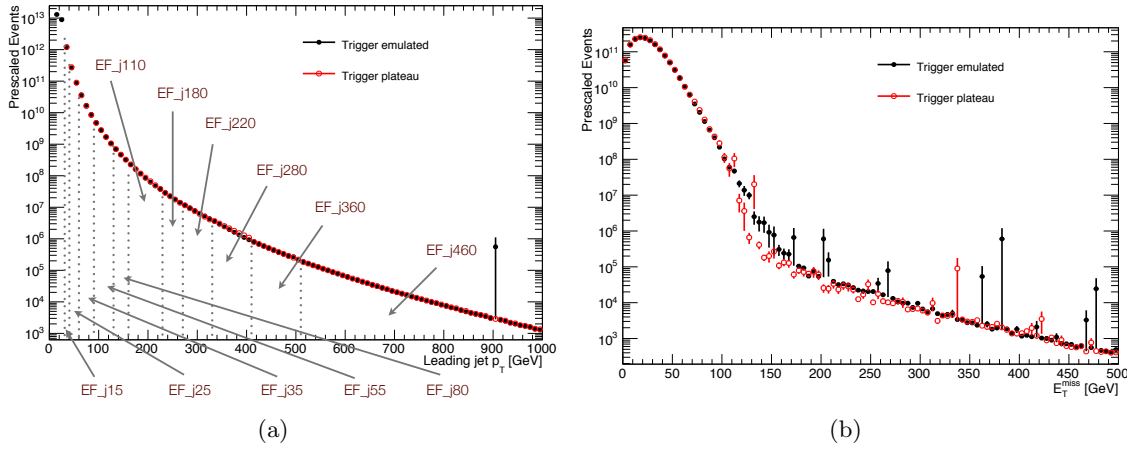 Prescaled Events
10^13
10^12
10^11
10^10
10^9
10^8
10^7
10^6
10^5
10^4
10^3
Trigger emulated
Trigger plateau
EF_j110
EF_j180
EF_j220
EF_j280
EF_j360
EF_j460
0 100 200 300 400 500 600 700 800 900 1000
Leading jet p_T [GeV]
EF_j15 EF_j25 EF_j35 EF_j55 EF_j80
(a)
Prescaled Events
10^11
10^10
10^9
10^8
10^7
10^6
10^5
10^4
10^3
Trigger emulated
Trigger plateau
0 50 100 150 200 250 300 350 400 450 500
E_T^miss [GeV]
(b)